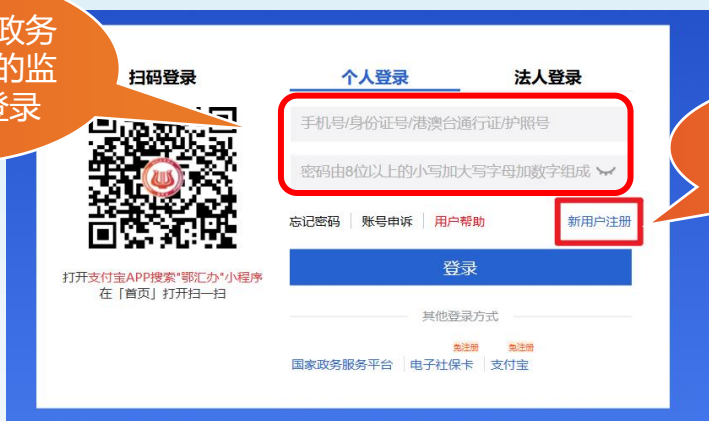 政务
的监
登录
扫码登录
个人登录
法人登录
手机号/身份证号/港澳台通行证/护照号
密码由8位以上的小写加大写字母加数字组成
忘记密码
账号申诉
用户帮助
新用户注册
登录
打开支付宝APP搜索"鄂汇办"小程序
在「首页」打开扫一扫
其他登录方式
免注册
免注册
国家政务服务平台
电子社保卡
支付宝